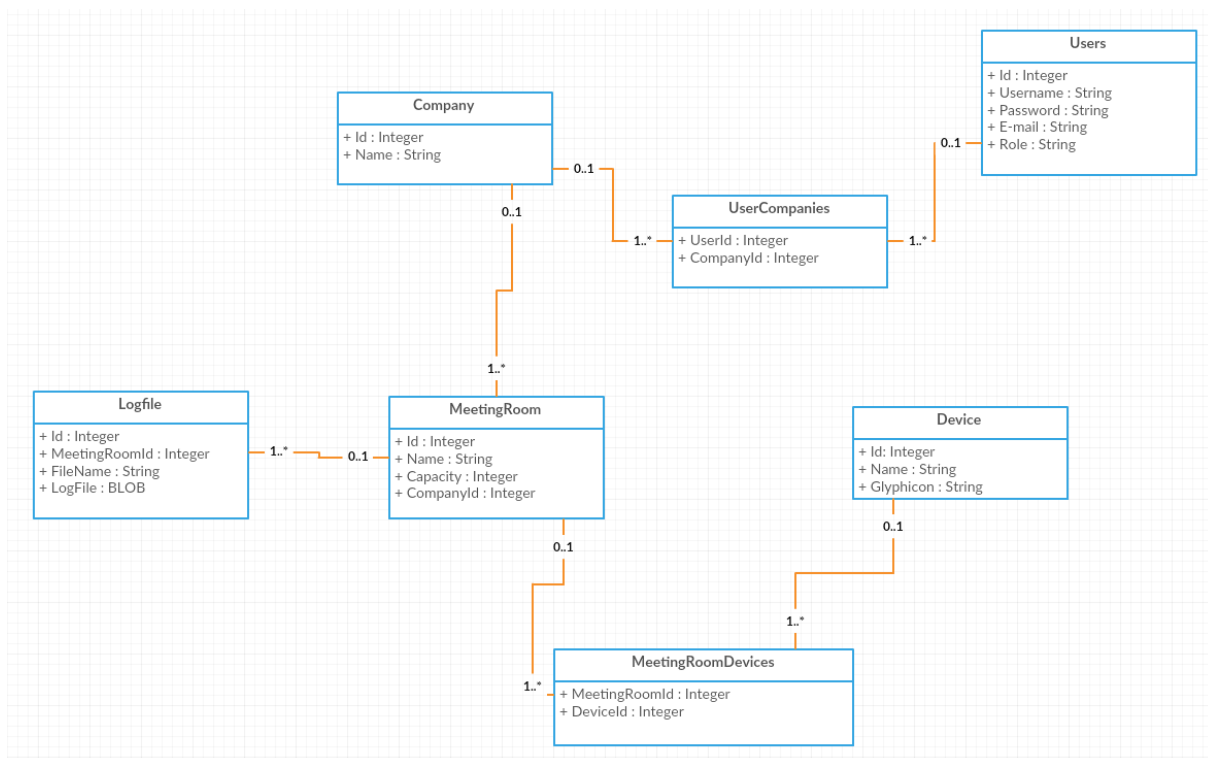 Users
+ Id : Integer
+ Username : String
+ Password : String
+ E-mail : String
+ Role : String
Company
+ Id : Integer
+ Name : String
0..1
0..1
0..1
UserCompanies
+ UserId : Integer
+ CompanyId : Integer
1..*
1..*
1..*
Logfile
+ Id : Integer
+ MeetingRoomId : Integer
+ FileName : String
+ LogFile : BLOB
1..*
0..1
MeetingRoom
+ Id : Integer
+ Name : String
+ Capacity : Integer
+ CompanyId : Integer
Device
+ Id: Integer
+ Name : String
+ Glyphicon : String
0..1
0..1
1..*
1..*
MeetingRoomDevices
+ MeetingRoomId : Integer
+ DeviceId : Integer